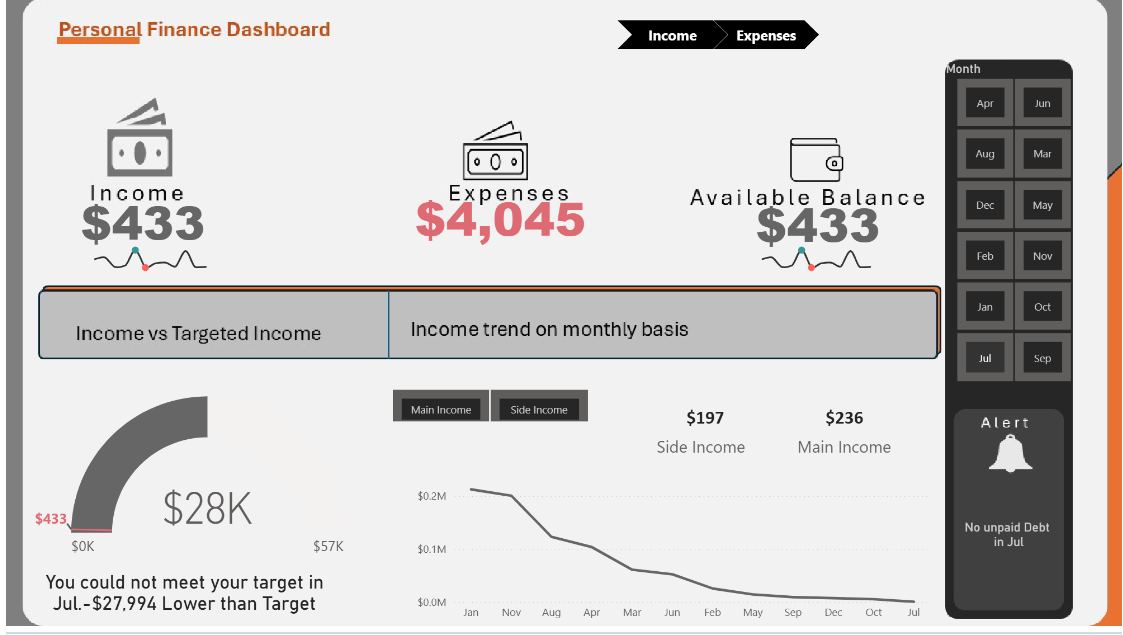 Personal Finance Dashboard
Income
Expenses
Month
Apr
Jun
Aug
Mar
Dec
May
Feb
Nov
Jan
Oct
Jul
Sep
Income
$433
Expenses
$4,045
Available Balance
$433
Income vs Targeted Income
Income trend on monthly basis
$433
$28K
$0K
$57K
You could not meet your target in
Jul.-$27,994 Lower than Target
Main Income
Side Income
$197
Side Income
$236
Main Income
$0.2M
$0.1M
$0.0M
Jan Nov Aug Apr Mar Jun Feb May Sep Dec Oct Jul
Alert
No unpaid Debt
in Jul